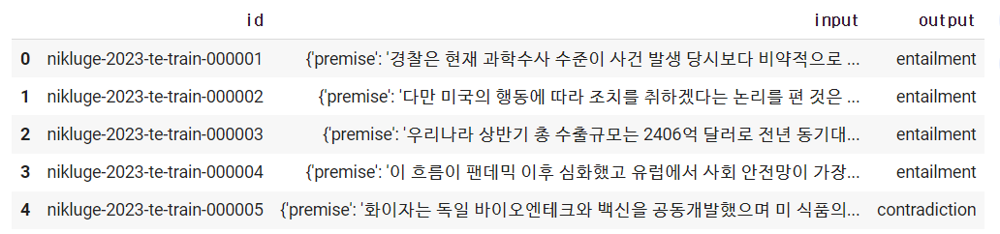 id input output
0 nikluge-2023-te-train-000001 {'premise': '경찰은 현재 과학수사 수준이 사건 발생 당시보다 비약적으로 ... entailment
1 nikluge-2023-te-train-000002 {'premise': '다만 미국의 행동에 따라 조치를 취하겠다는 논리를 편 것은 ... entailment
2 nikluge-2023-te-train-000003 {'premise': '우리나라 상반기 총 수출규모는 2406억 달러로 전년 동기대... entailment
3 nikluge-2023-te-train-000004 {'premise': '이 흐름이 팬데믹 이후 심화했고 유럽에서 사회 안전망이 가장... entailment
4 nikluge-2023-te-train-000005 {'premise': '화이자는 독일 바이오엔테크와 백신을 공동개발했으며 미 식품의... contradiction